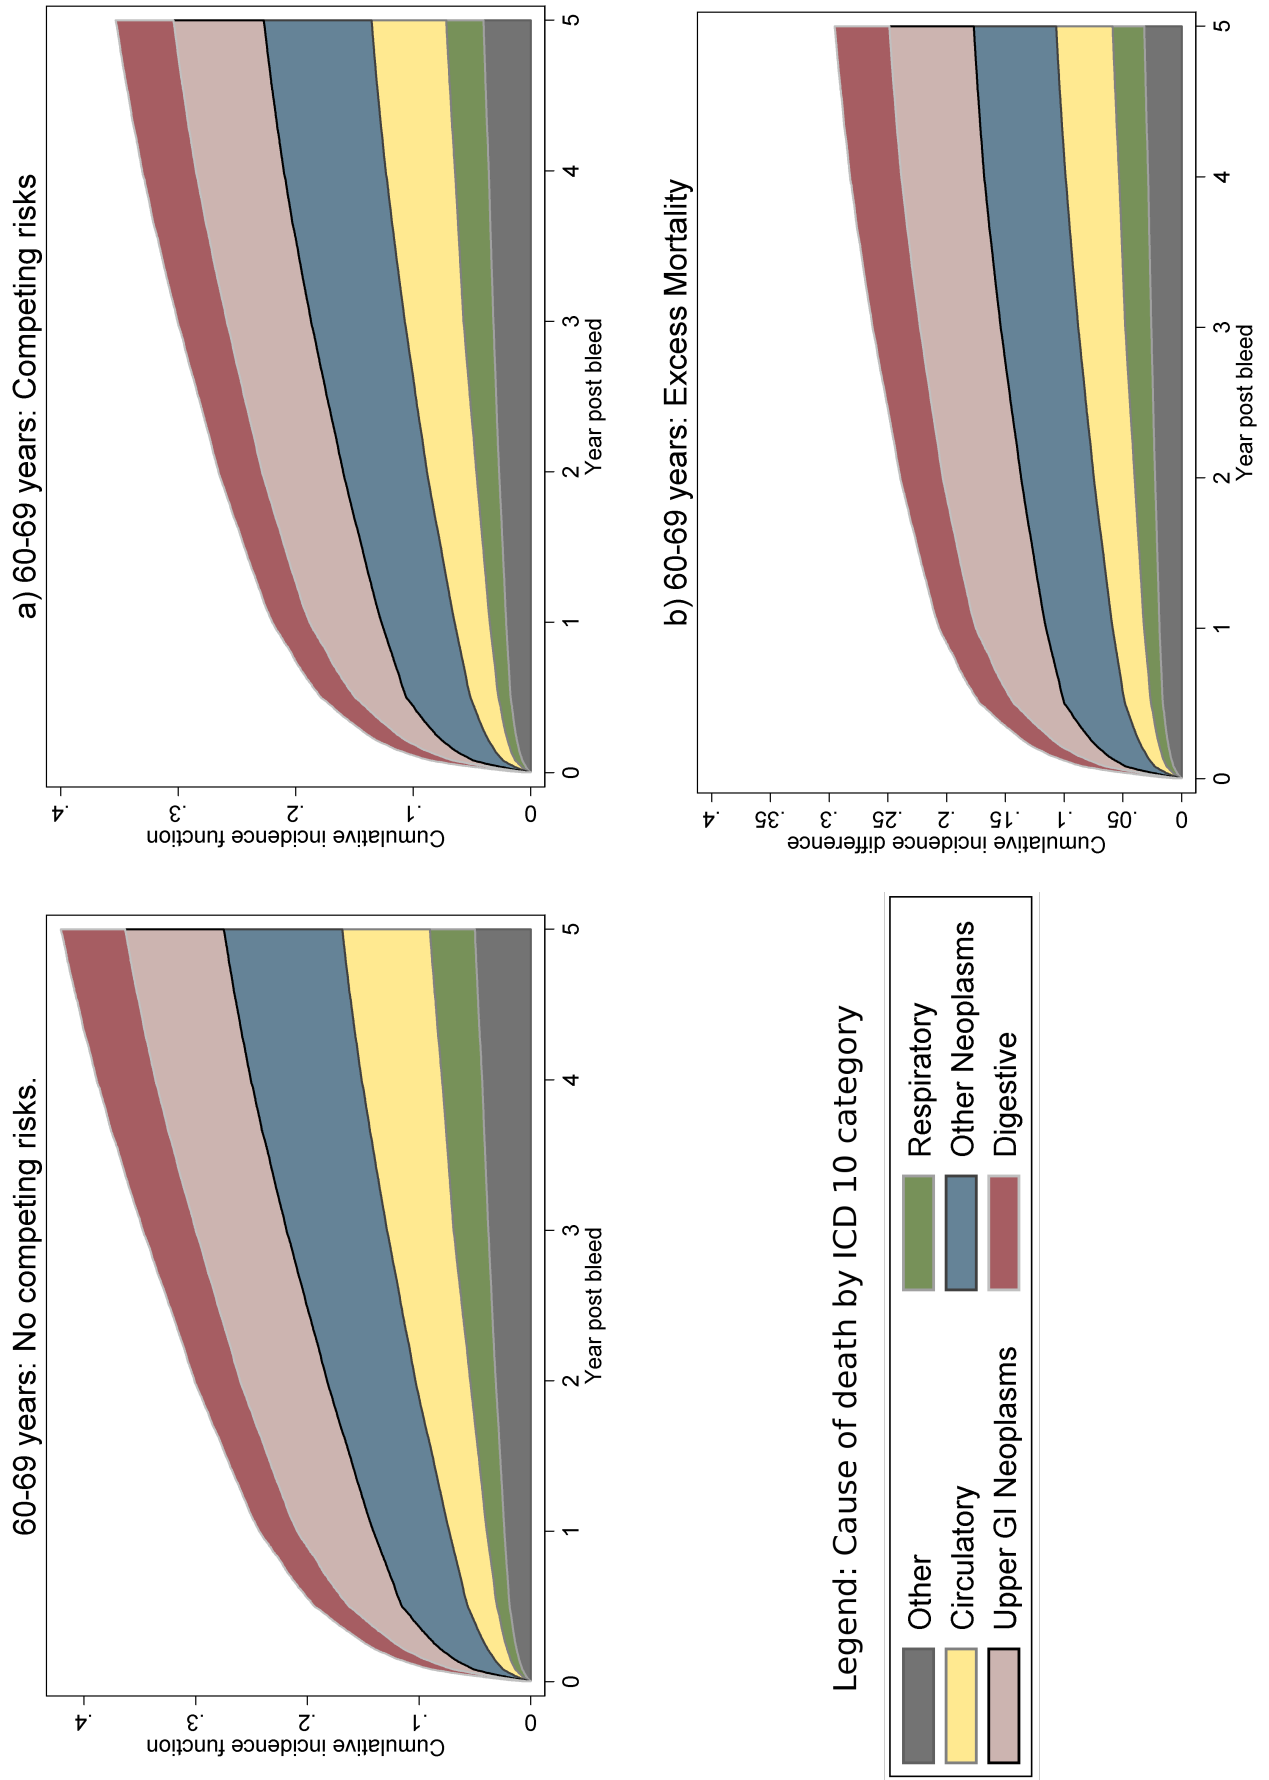 60-69 years: No competing risks.
Cumulative incidence function
.4
.3
.2
.1
0
0 1 2 3 4 5
Year post bleed
a) 60-69 years: Competing risks
Cumulative incidence function
.4
.3
.2
.1
0
0 1 2 3 4 5
Year post bleed
Legend: Cause of death by ICD 10 category
Other Respiratory
Circulatory Other Neoplasms
Upper GI Neoplasms Digestive
b) 60-69 years: Excess Mortality
Cumulative incidence difference
.4
.35
.3
.25
.2
.15
.1
.05
0
0 1 2 3 4 5
Year post bleed